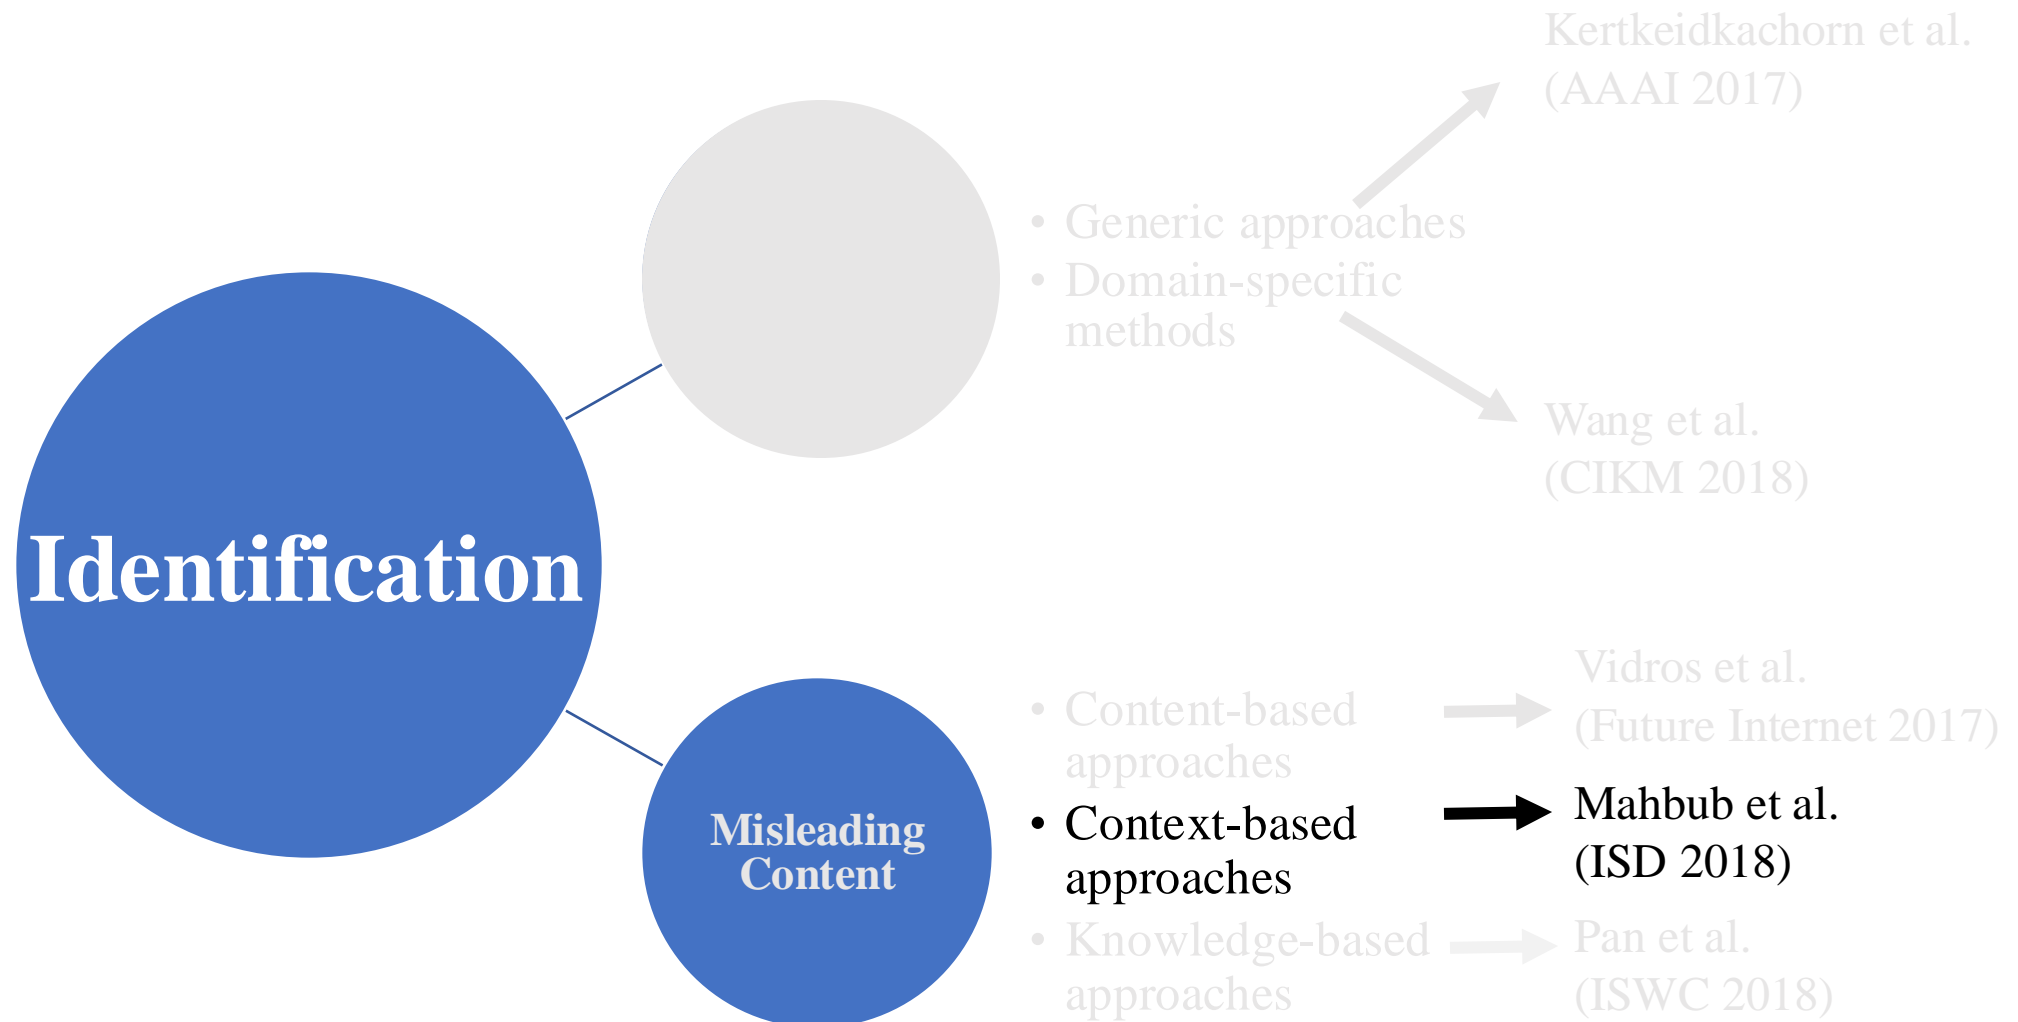 Kertkeidkachorn et al.
(AAAI 2017)
• Generic approaches
• Domain-specific
methods
Wang et al.
(CIKM 2018)
Identification
Misleading
Content
• Content-based
approaches
Vidros et al.
(Future Internet 2017)
• Context-based
approaches
Mahbub et al.
(ISD 2018)
• Knowledge-based
approaches
Pan et al.
(ISWC 2018)